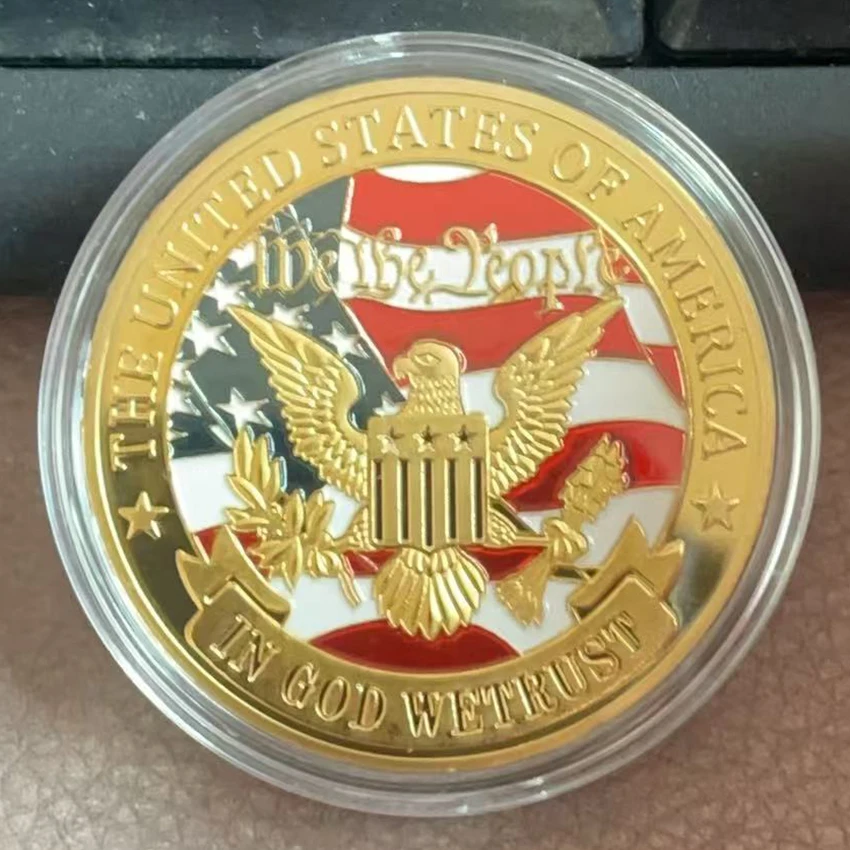 THE UNITED STATES OF AMERICA
We the People
IN GOD WETRUST